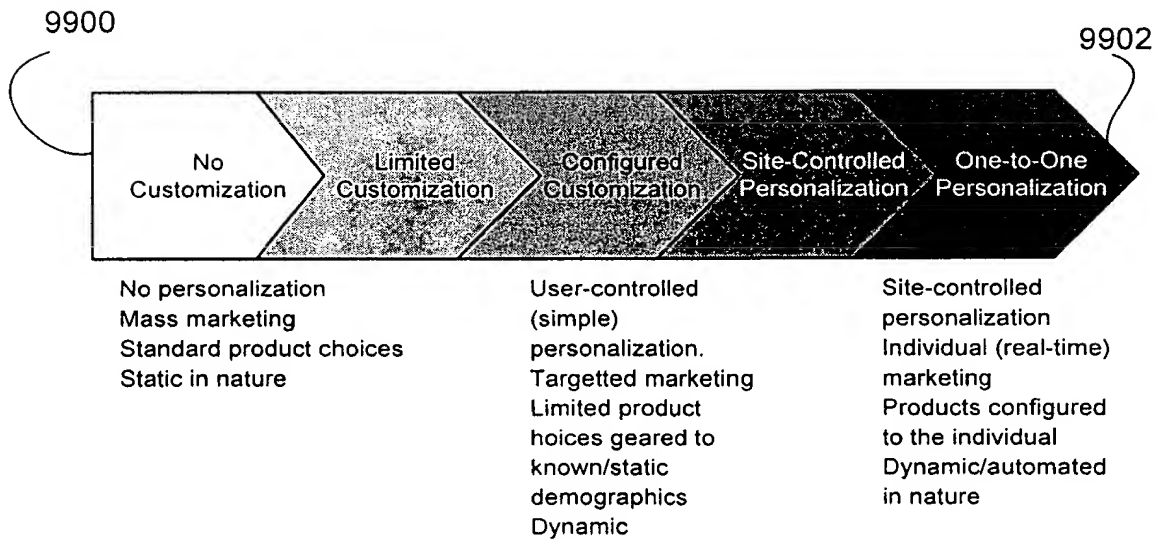 9900
9902
No
Customization
Limited
Customization
Configured
Customization
Site-Controlled
Personalization
One-to-One
Personalization
No personalization
Mass marketing
Standard product choices
Static in nature
User-controlled
(simple)
personalization.
Targetted marketing
Limited product
hoices geared to
known/static
demographics
Dynamic
Site-controlled
personalization
Individual (real-time)
marketing
Products configured
to the individual
Dynamic/automated
in nature